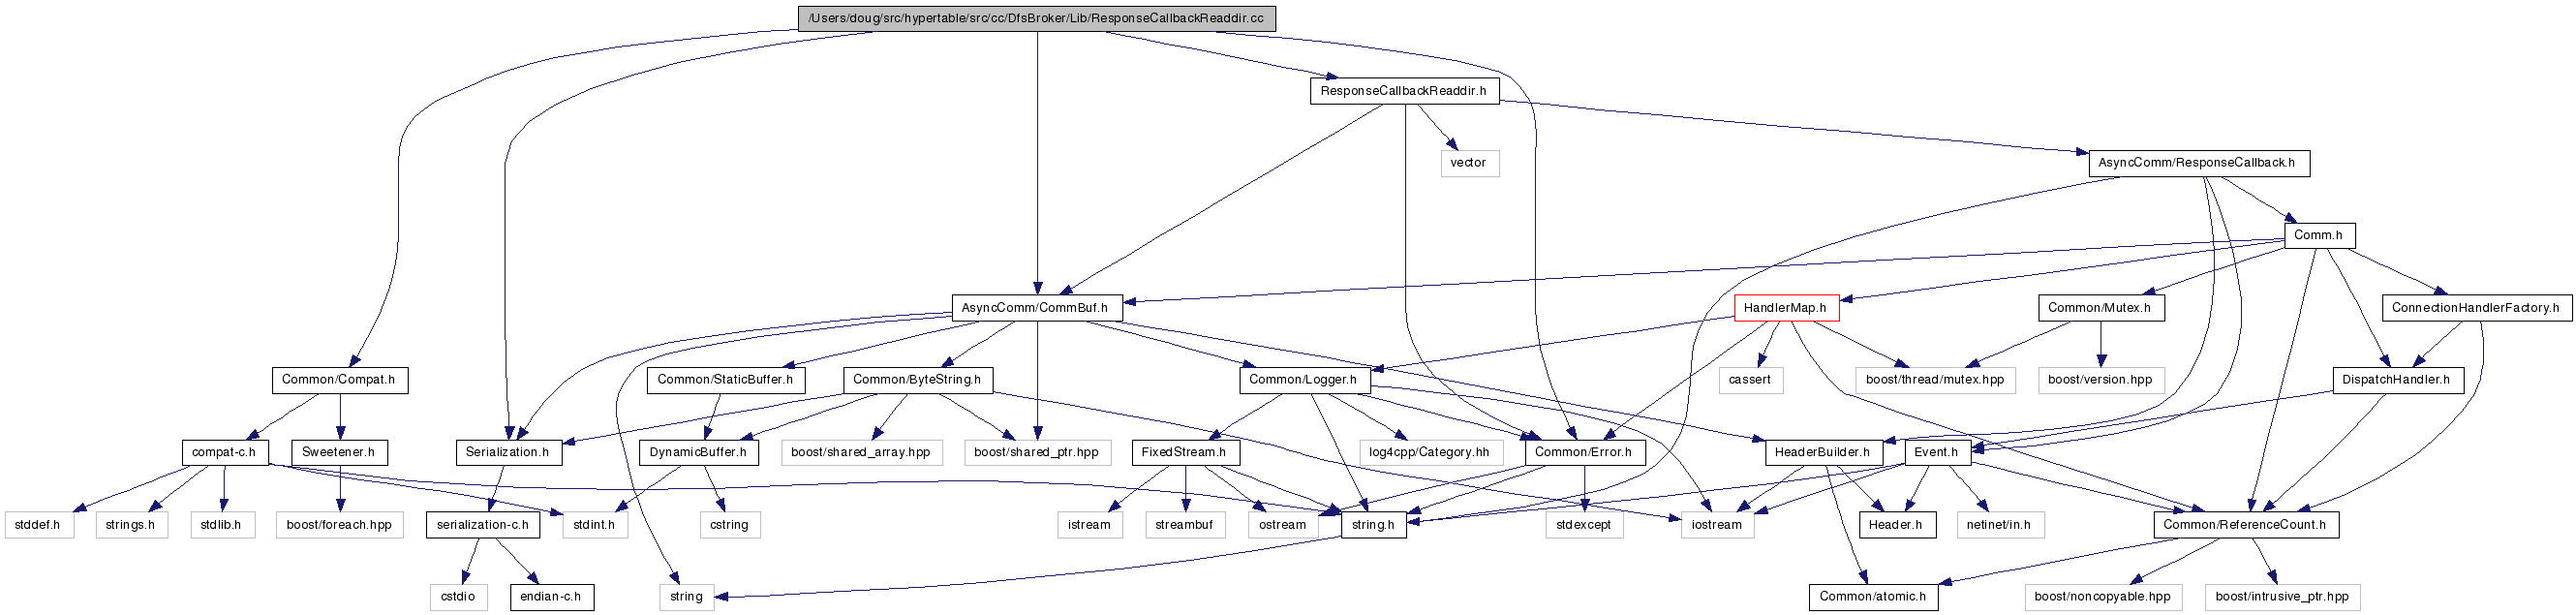 /Users/doug/src/hypertable/src/cc/DfsBroker/Lib/ResponseCallbackReaddir.cc
ResponseCallbackReaddir.h
vector
AsyncComm/ResponseCallback.h
Comm.h
AsyncComm/CommBuf.h
HandlerMap.h
Common/Mutex.h
ConnectionHandlerFactory.h
Common/Compat.h
Common/StaticBuffer.h
Common/ByteString.h
Common/Logger.h
cassert
boost/thread/mutex.hpp
boost/version.hpp
DispatchHandler.h
compat-c.h
Sweetener.h
Serialization.h
DynamicBuffer.h
boost/shared_array.hpp
boost/shared_ptr.hpp
FixedStream.h
log4cpp/Category.hh
Common/Error.h
HeaderBuilder.h
Event.h
stddef.h
strings.h
stdlib.h
boost/foreach.hpp
serialization-c.h
stdint.h
cstring
istream
streambuf
ostream
string.h
stdexcept
iostream
Header.h
netinet/in.h
Common/ReferenceCount.h
cstdio
endian-c.h
string
Common/atomic.h
boost/noncopyable.hpp
boost/intrusive_ptr.hpp